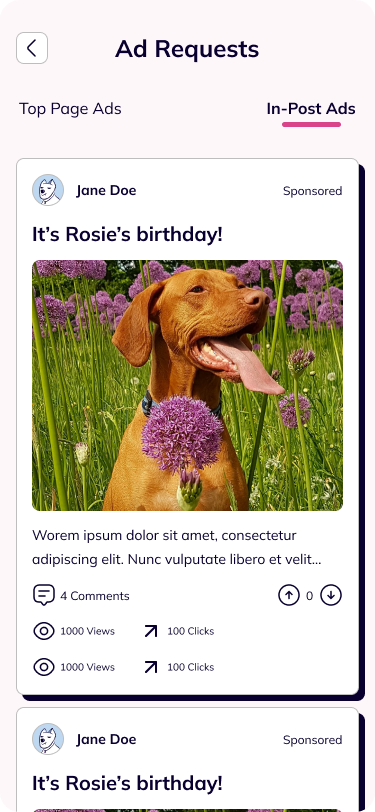 Ad Requests
Top Page Ads
In-Post Ads
Jane Doe
Sponsored
It's Rosie's birthday!
Worem ipsum dolor sit amet, consectetur
adipiscing elit. Nunc vulputate libero et velit...
4 Comments
0
1000 Views
100 Clicks
1000 Views
100 Clicks
Jane Doe
Sponsored
It's Rosie's birthday!